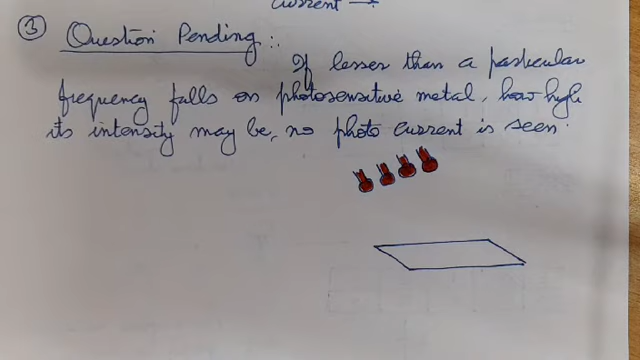 current →
③ Question Pending :.
If lesser than a particular
frequency falls on photosensitive metal, how high
its intensity may be, no photo current is seen.